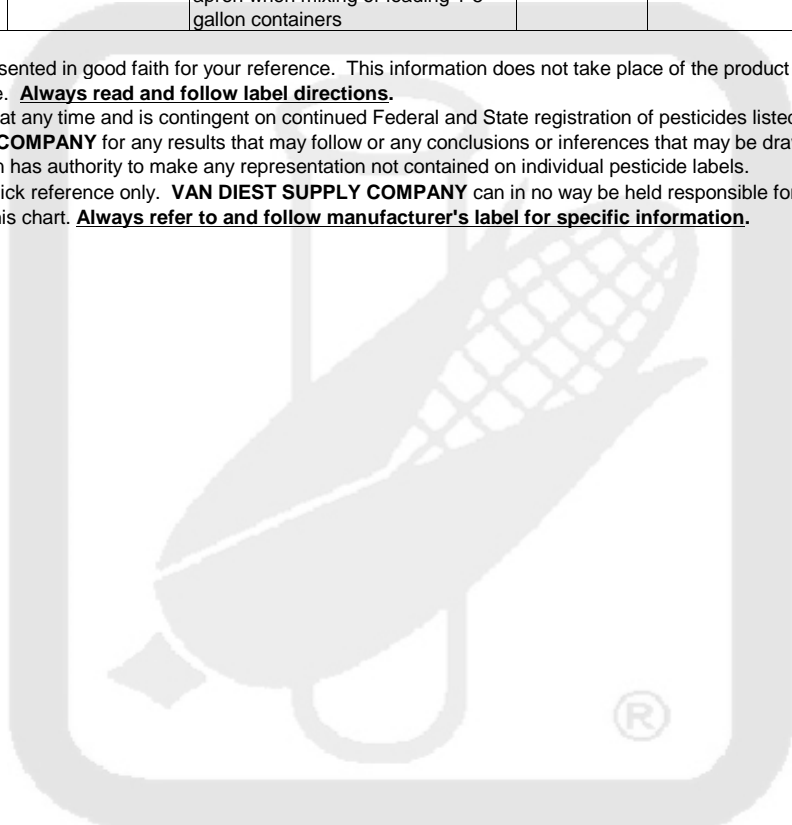 gallon containers
sented in good faith for your reference. This information does not take place of the product
e. Always read and follow label directions.
at any time and is contingent on continued Federal and State registration of pesticides listed
COMPANY for any results that may follow or any conclusions or inferences that may be dra
n has authority to make any representation not contained on individual pesticide labels.
ick reference only. VAN DIEST SUPPLY COMPANY can in no way be held responsible for
is chart. Always refer to and follow manufacturer's label for specific information.
®